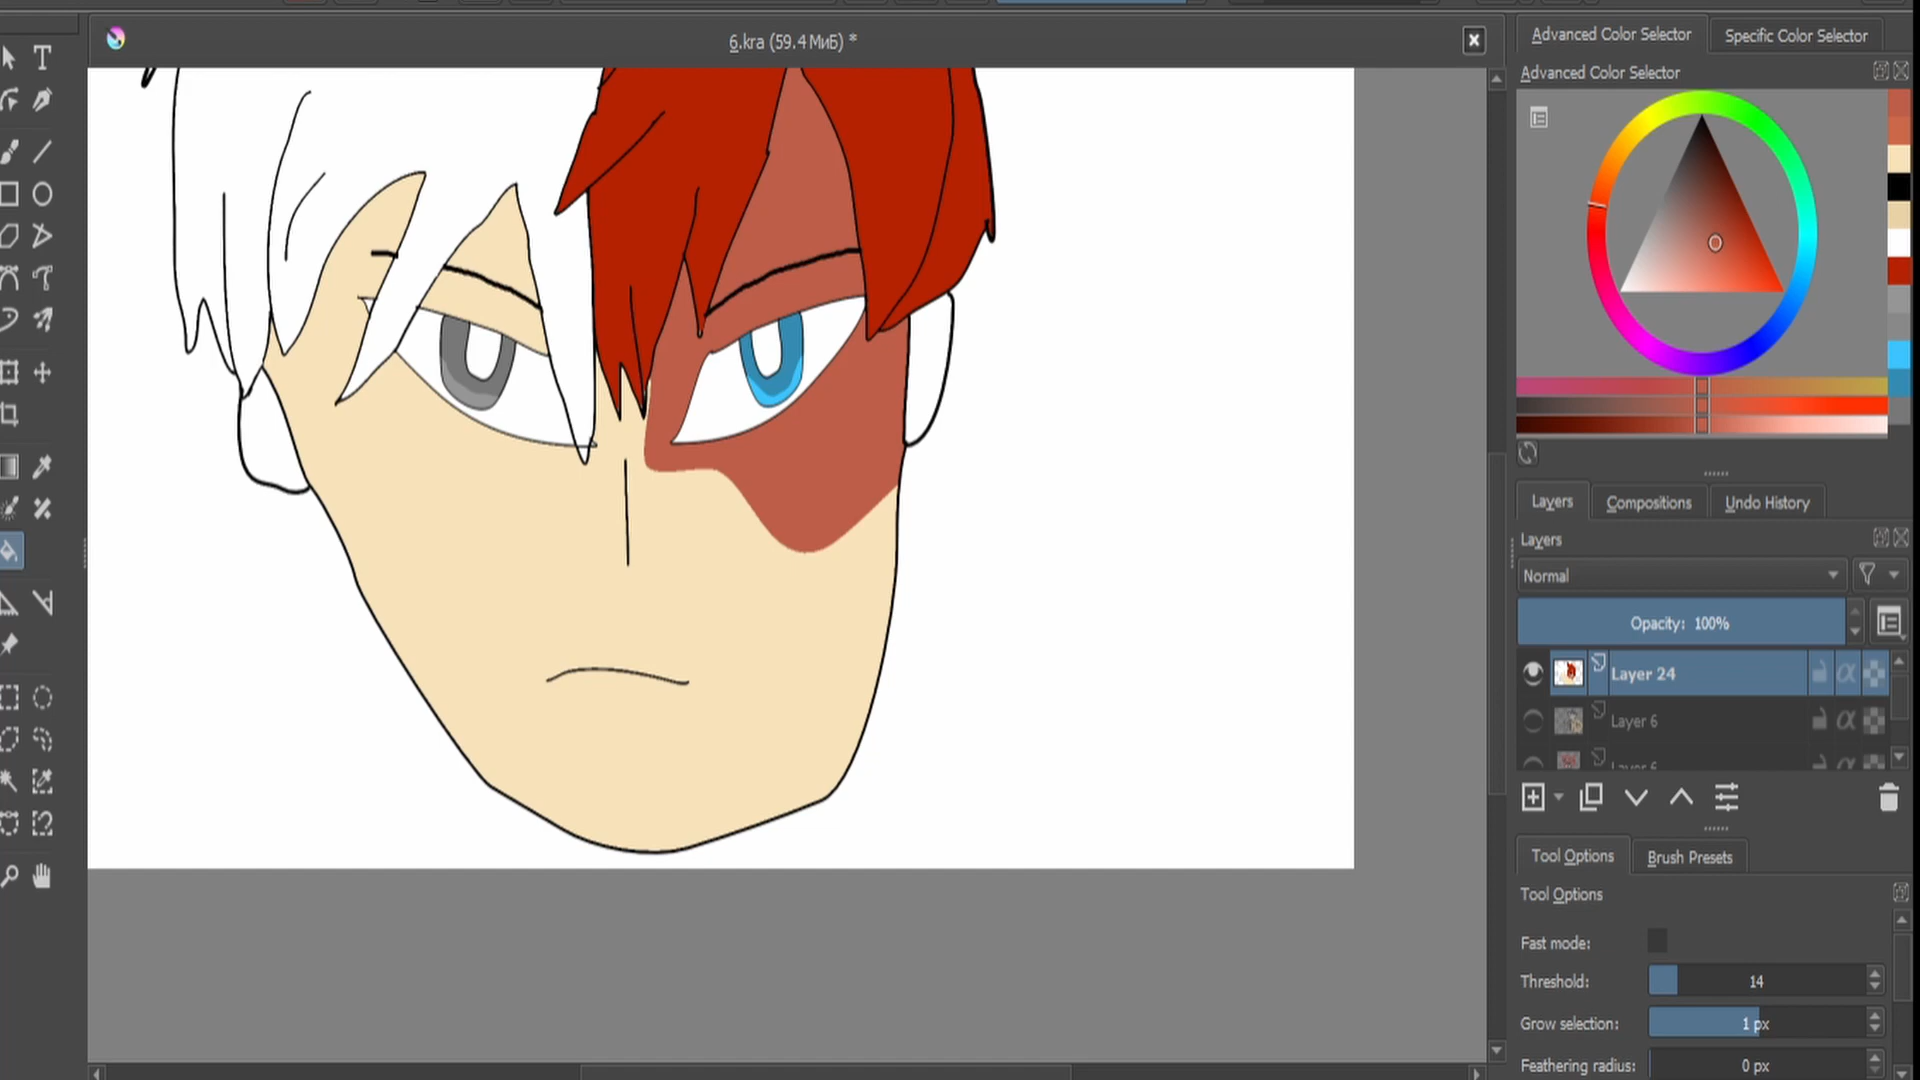 6.kra (59.4 МиБ) *
Advanced Color Selector
Specific Color Selector
Advanced Color Selector
Layers
Compositions
Undo History
Layers
Normal
Opacity: 100%
Layer 24
Layer 6
Layer 6
Tool Options
Brush Presets
Tool Options
Fast mode:
Threshold:
14
Grow selection:
1 px
Feathering radius:
0 px